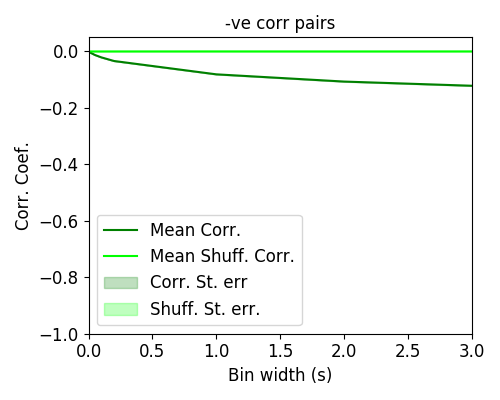 -ve corr pairs
0.0
−0.2
−0.4
−0.6
−0.8
−1.0
Corr. Coef.
Mean Corr.
Mean Shuff. Corr.
Corr. St. err
Shuff. St. err.
0.0 0.5 1.0 1.5 2.0 2.5 3.0
Bin width (s)